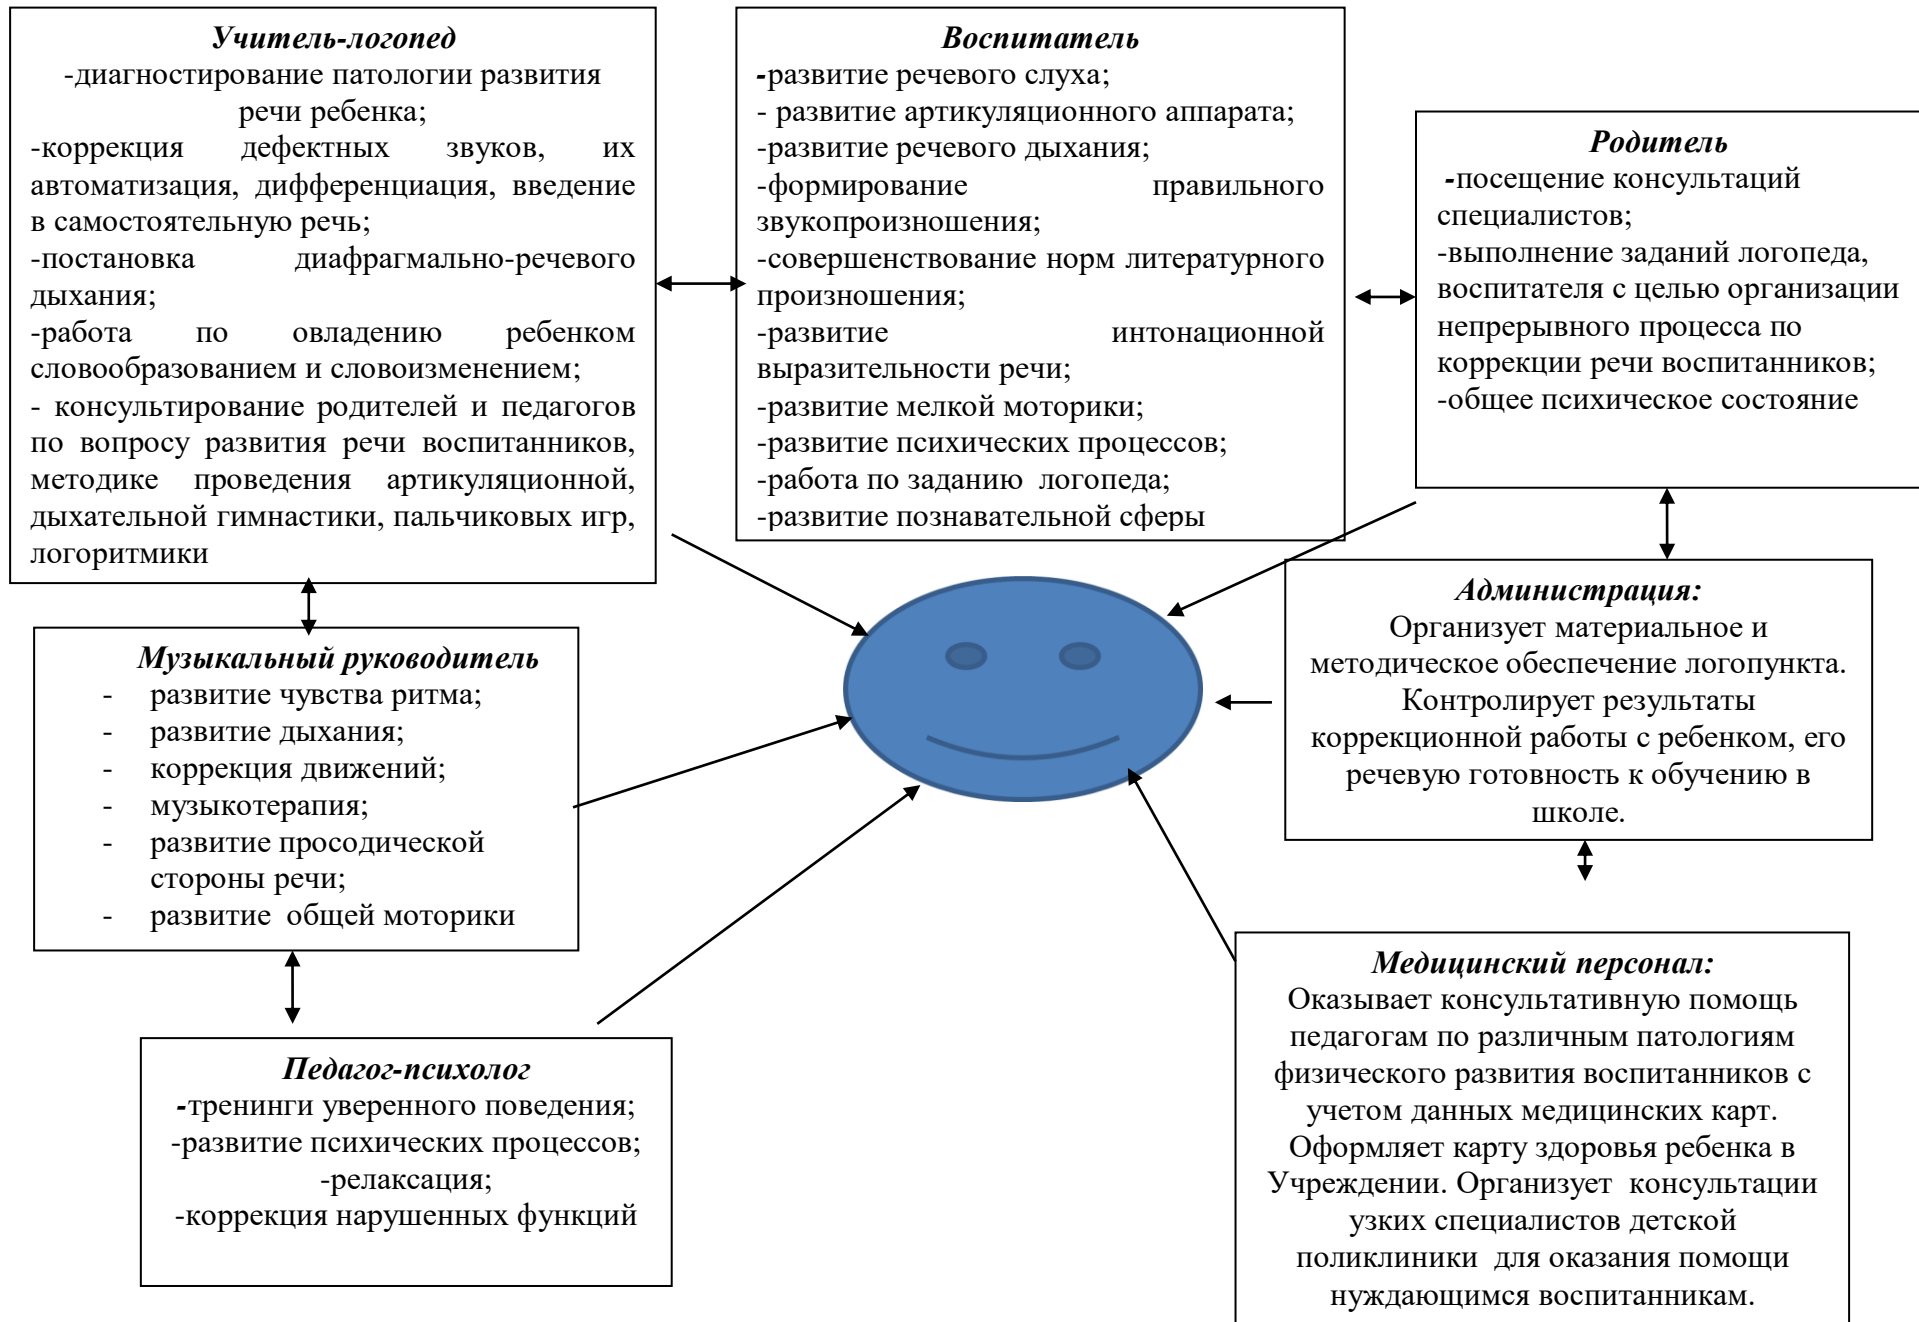 Учитель-логопед
-диагностирование патологии развития
речи ребенка;
-коррекция дефектных звуков, их
автоматизация, дифференциация, введение
в самостоятельную речь;
-постановка диафрагмально-речевого
дыхания;
-работа по овладению ребенком
словообразованием и словоизменением;
- консультирование родителей и педагогов
по вопросу развития речи воспитанников,
методике проведения артикуляционной,
дыхательной гимнастики, пальчиковых игр,
логоритмики
Воспитатель
-развитие речевого слуха;
- развитие артикуляционного аппарата;
-развитие речевого дыхания;
-формирование правильного
звукопроизношения;
-совершенствование норм литературного
произношения;
-развитие интонационной
выразительности речи;
-развитие мелкой моторики;
-развитие психических процессов;
-работа по заданию логопеда;
-развитие познавательной сферы
Родитель
-посещение консультаций
специалистов;
-выполнение заданий логопеда,
воспитателя с целью организации
непрерывного процесса по
коррекции речи воспитанников;
-общее психическое состояние
Музыкальный руководитель
- развитие чувства ритма;
- развитие дыхания;
- коррекция движений;
- музыкотерапия;
- развитие просодической
стороны речи;
- развитие общей моторики
Администрация:
Организует материальное и
методическое обеспечение логопункта.
Контролирует результаты
коррекционной работы с ребенком, его
речевую готовность к обучению в
школе.
Педагог-психолог
-тренинги уверенного поведения;
-развитие психических процессов;
-релаксация;
-коррекция нарушенных функций
Медицинский персонал:
Оказывает консультативную помощь
педагогам по различным патологиям
физического развития воспитанников с
учетом данных медицинских карт.
Оформляет карту здоровья ребенка в
Учреждении. Организует консультации
узких специалистов детской
поликлиники для оказания помощи
нуждающимся воспитанникам.